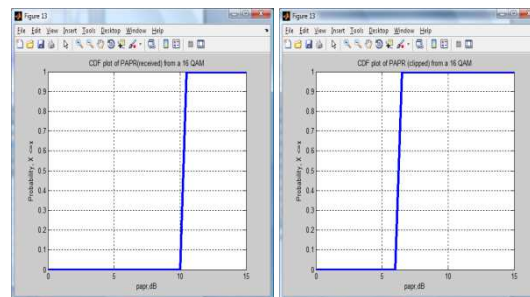 Figure 13
File Edit View Insert Tools Desktop Window Help
CDF plot of PAPR(received) from a 16 QAM
1
0.9
0.8
0.7
0.6
0.5
0.4
0.3
0.2
0.1
0
Probability, X <=x
0 5 10 15
papr,dB
Figure 13
File Edit View Insert Tools Desktop Window Help
CDF plot of PAPR (clipped) from a 16 QAM
1
0.9
0.8
0.7
0.6
0.5
0.4
0.3
0.2
0.1
0
Probability, X <=x
0 5 10 15
papr,dB